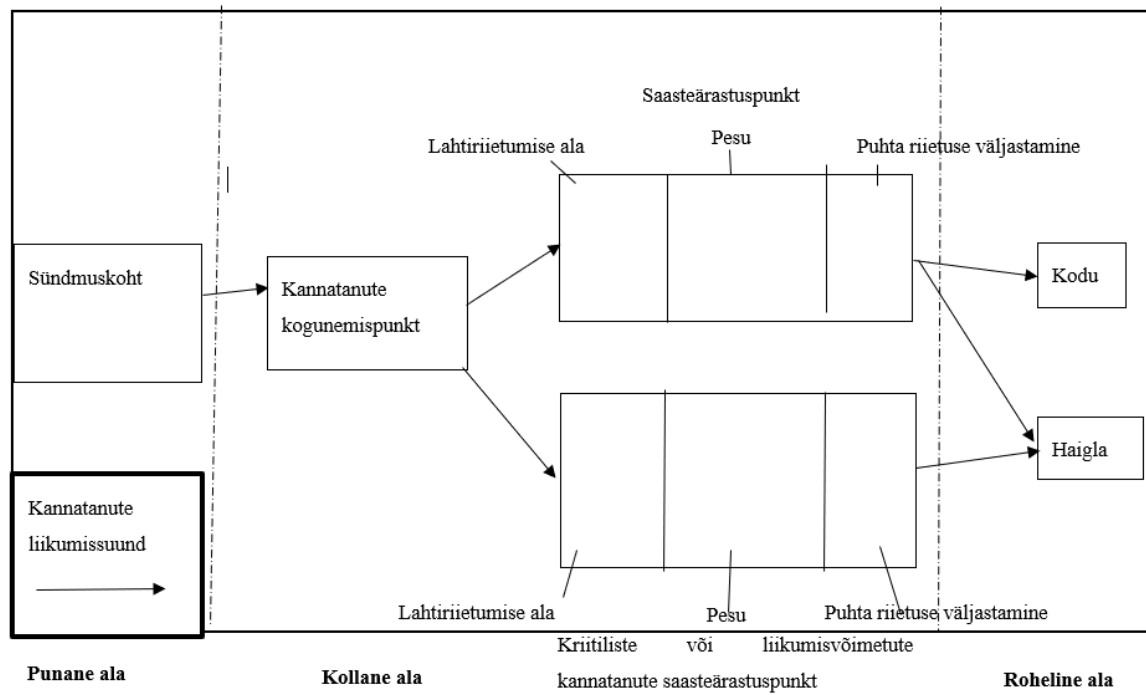 Saasteärastuspunkt
Lahtiriietumise ala
Pesu
Puhta riietuse väljastamine
Sündmuskoht
Kannatanute
kogunemispunkt
Kodu
Haigla
Kannatanute
liikumissuund
Lahtiriietumise ala
Pesu
Puhta riietuse väljastamine
Kriitiliste või liikumisvõimetute
kannatanute saasteärastuspunkt
Punane ala
Kollane ala
Roheline ala